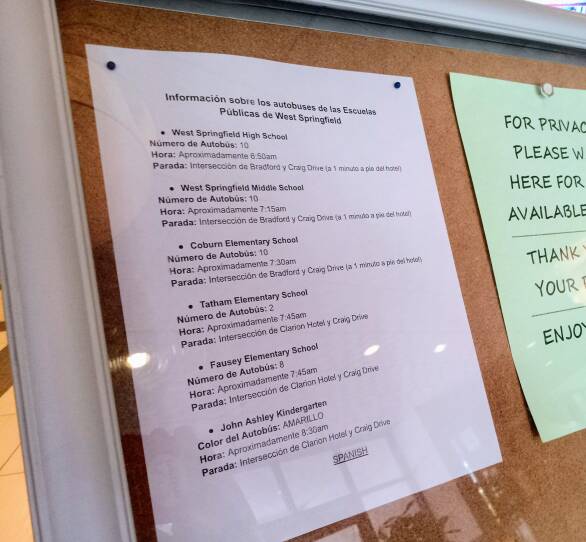 Información sobre los autobuses de las Escuelas
Públicas de West Springfield
• West Springfield High School
Número de Autobús: 10
Hora: Aproximadamente 6:50am
Parada: Intersección de Bradford y Craig Drive (a 1 minuto a pie del hotel)
• West Springfield Middle School
Número de Autobús: 10
Hora: Aproximadamente 7:15am
Parada: Intersección de Bradford y Craig Drive (a 1 minuto a pie del hotel)
• Coburn Elementary School
Número de Autobús: 10
Hora: Aproximadamente 7:30am
Parada: Intersección de Bradford y Craig Drive (a 1 minuto a pie del hotel)
• Tatham Elementary School
Número de Autobús: 2
Hora: Aproximadamente 7:45am
Parada: Intersección de Clarion Hotel y Craig Drive
• Fausey Elementary School
Número de Autobús: 8
Hora: Aproximadamente 7:45am
Parada: Intersección de Clarion Hotel y Craig Drive
• John Ashley Kindergarten
Color del Autobús: AMARILLO
Hora: Aproximadamente 8:30am
Parada: Intersección de Clarion Hotel y Craig Drive
SPANISH
FOR PRIVAC
PLEASE W
HERE FOR
AVAILABLE
THANK
YOUR
ENJOY